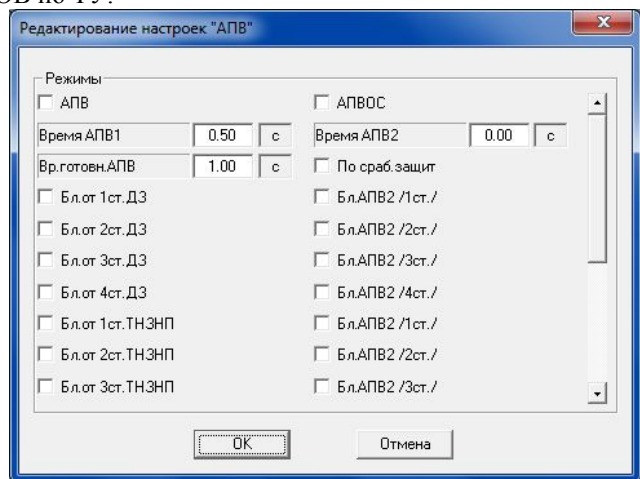 по ТУ.
Редактирование настроек "АПВ"
Режимы
АПВ АПВОС
Время АПВ1 0.50 с Время АПВ2 0.00 с
Вр.готовн.АПВ 1.00 с По сраб.защит
Бл.от 1ст.ДЗ Бл.АПВ2 /1ст./
Бл.от 2ст.ДЗ Бл.АПВ2 /2ст./
Бл.от 3ст.ДЗ Бл.АПВ2 /3ст./
Бл.от 4ст.ДЗ Бл.АПВ2 /4ст./
Бл.от 1ст.ТНЗНП Бл.АПВ2 /1ст./
Бл.от 2ст.ТНЗНП Бл.АПВ2 /2ст./
Бл.от 3ст.ТНЗНП Бл.АПВ2 /3ст./
OK Отмена